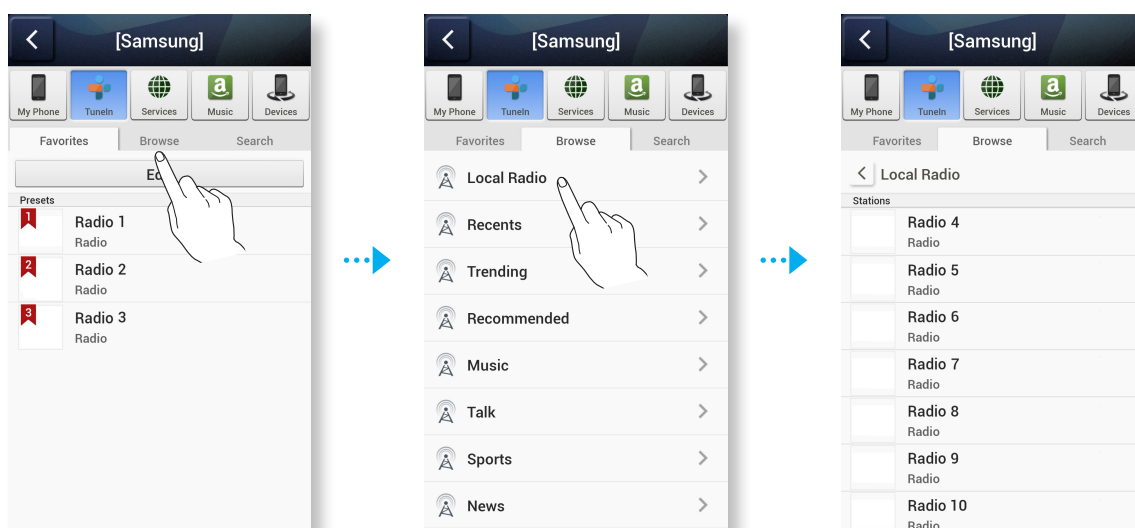 [Samsung]
My Phone TuneIn Services Music Devices
Favorites Browse Search
Presets
1
Radio 1
Radio
2
Radio 2
Radio
3
Radio 3
Radio
[Samsung]
My Phone TuneIn Services a Music Devices
Favorites Browse Search
Local Radio
Recents
Trending
Recommended
Music
Talk
Sports
News
[Samsung]
My Phone TuneIn Services a Music Devices
Favorites Browse Search
Local Radio
Stations
Radio 4
Radio
Radio 5
Radio
Radio 6
Radio
Radio 7
Radio
Radio 8
Radio
Radio 9
Radio
Radio 10
Radio